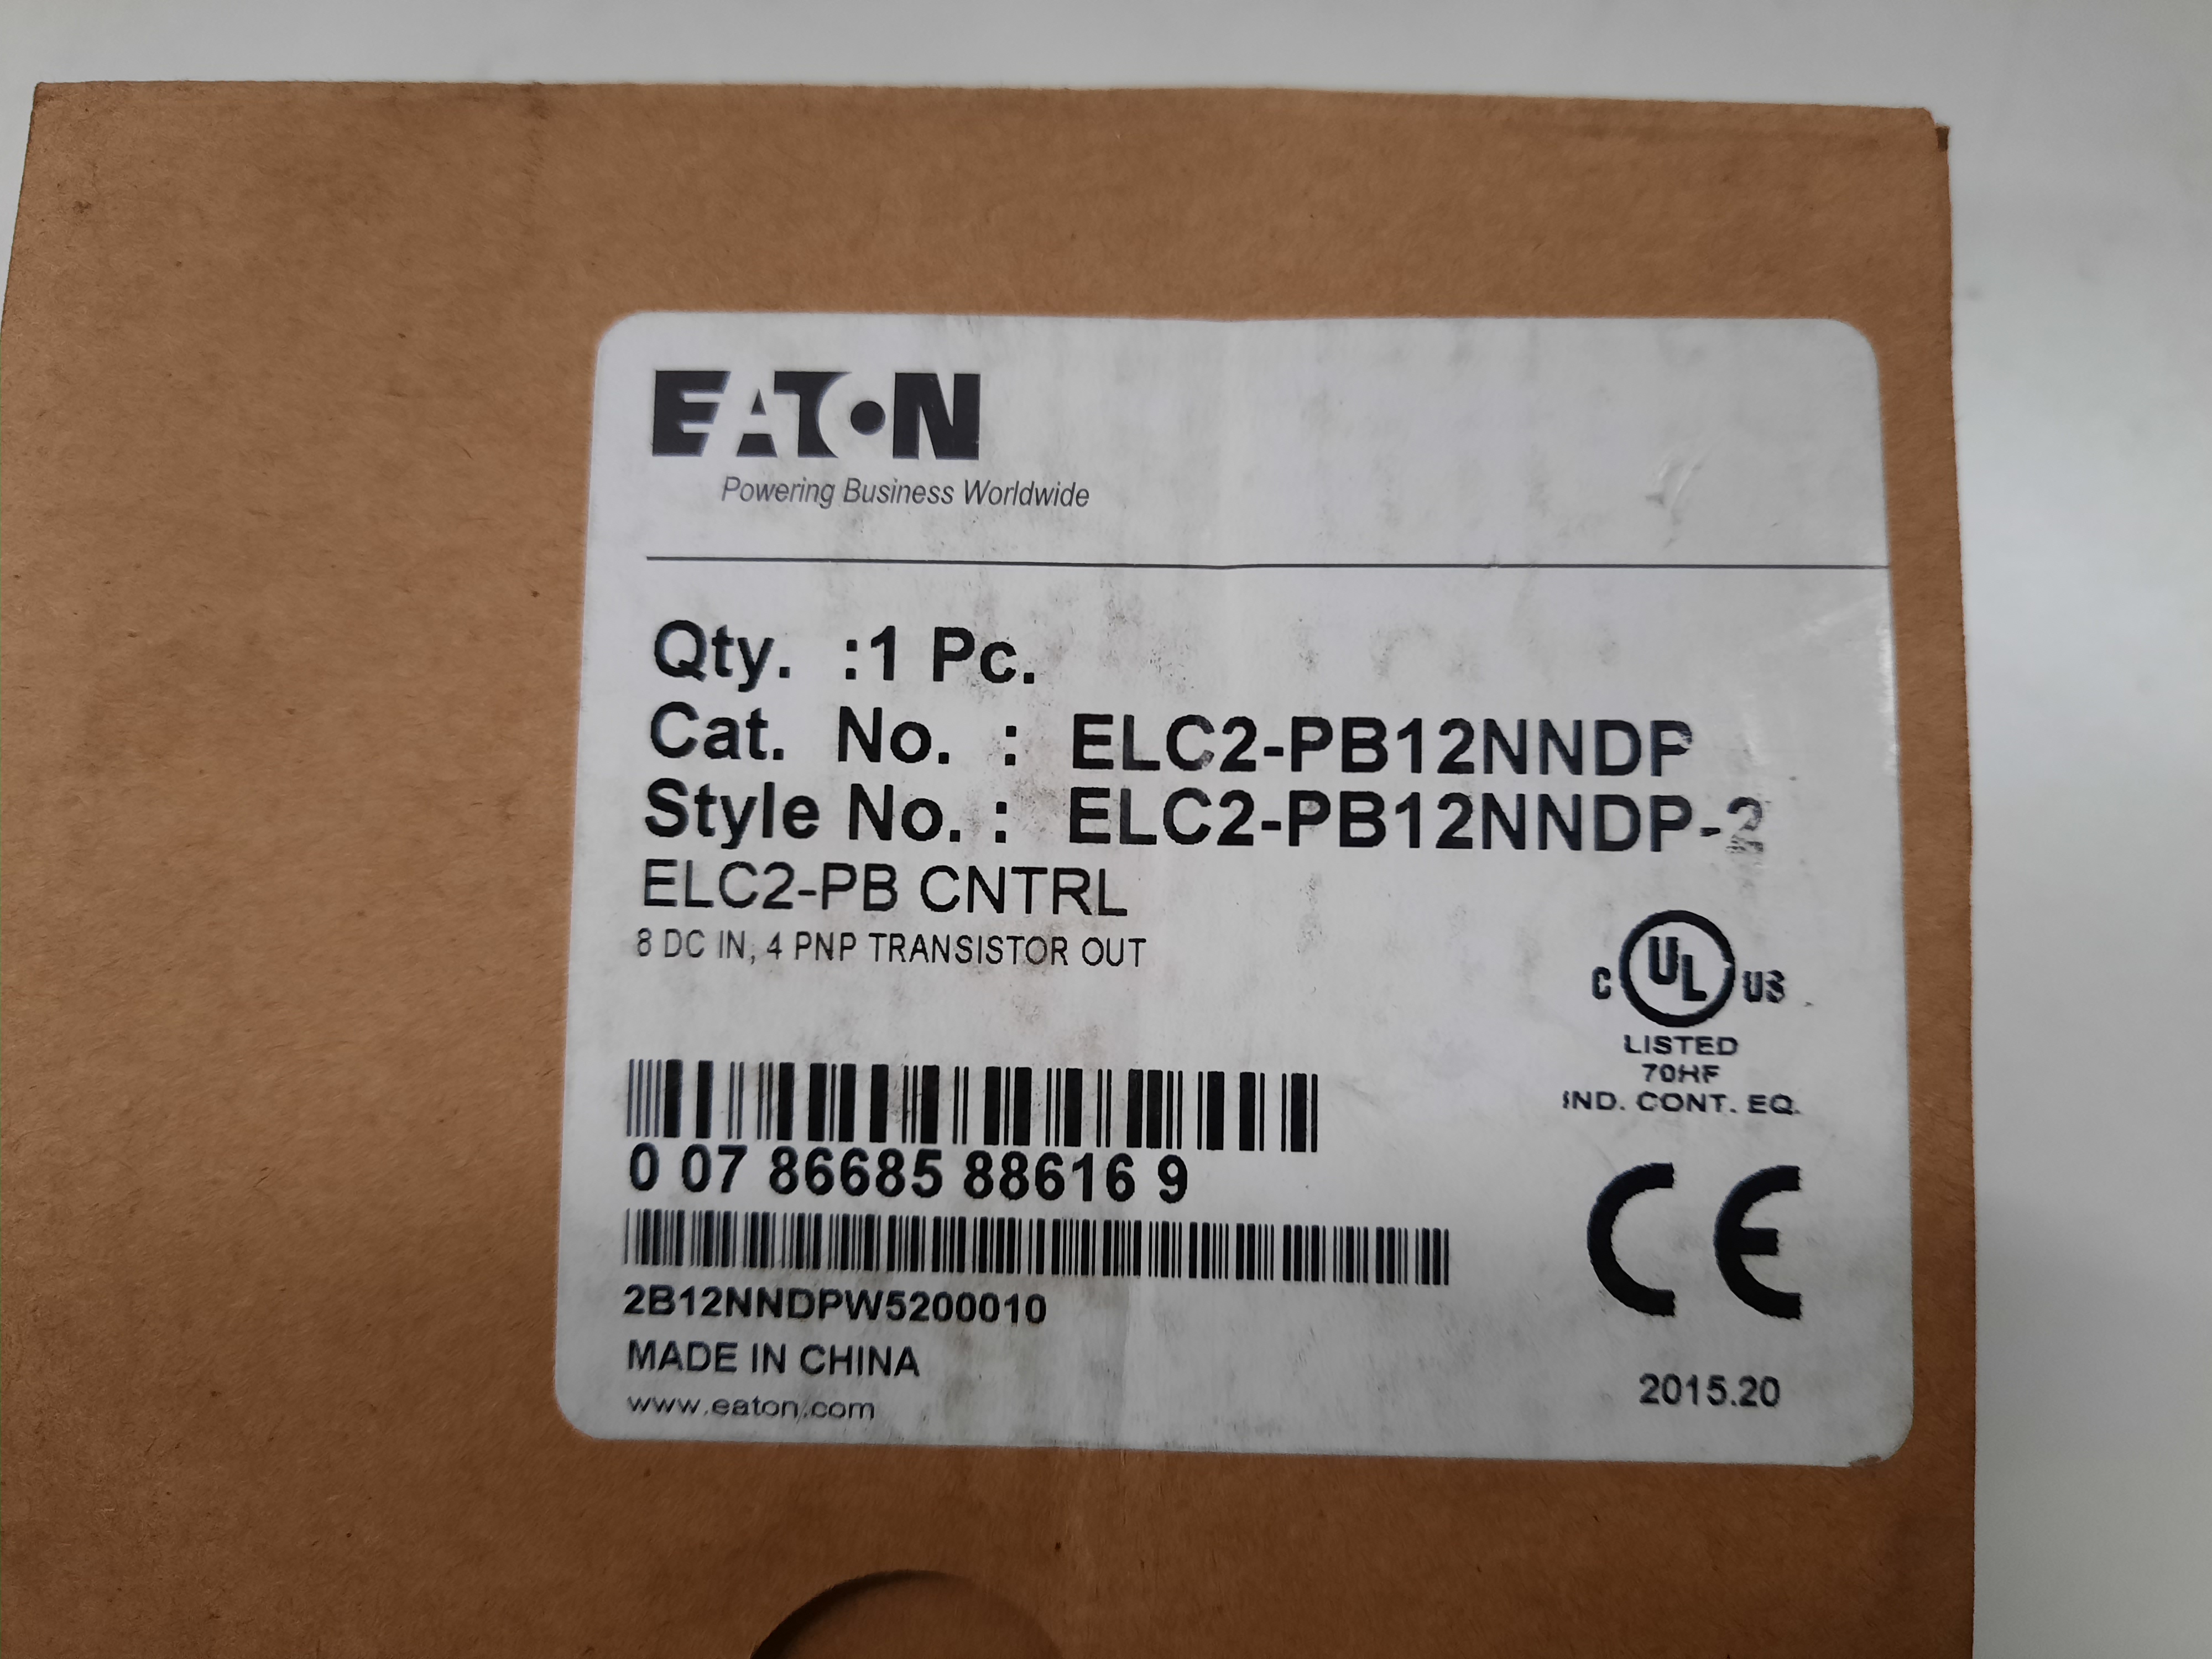 EATON
Powering Business Worldwide
Qty. :1 Pc.
Cat. No. : ELC2-PB12NNDP
Style No. : ELC2-PB12NNDP-2
ELC2-PB CNTRL
8 DC IN, 4 PNP TRANSISTOR OUT
C UL US
LISTED
70HF
IND. CONT. EQ.
0 07 86685 88616 9
2B12NNDPW5200010
CE
MADE IN CHINA
2015.20
www.eaton.com